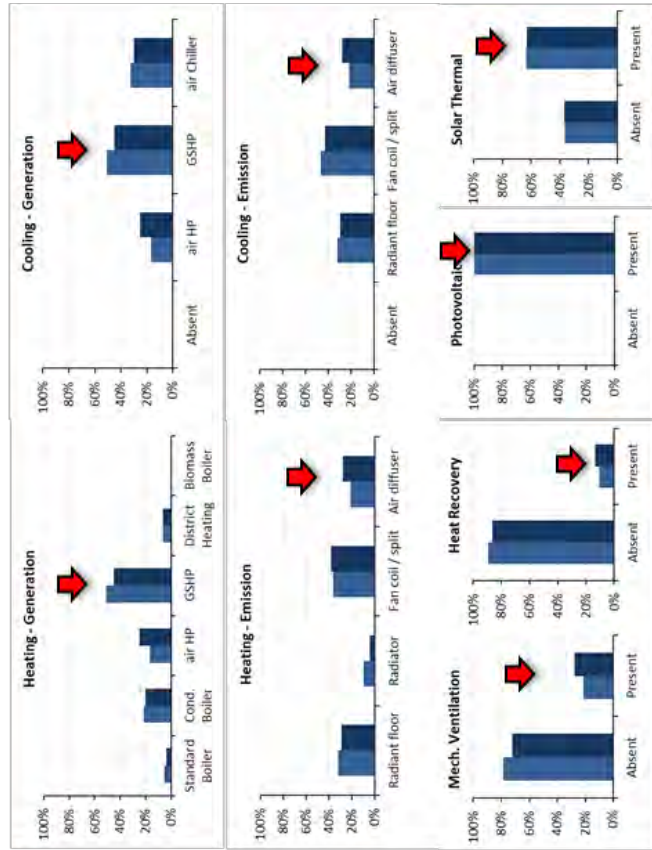 Heating - Generation
100%
80%
60%
40%
20%
0%
Standard Boiler
Cond. Boiler
air HP
GSHP
District Heating
Biomass Boiler
Cooling - Generation
100%
80%
60%
40%
20%
0%
Absent
air HP
GSHP
air Chiller
Heating - Emission
100%
80%
60%
40%
20%
0%
Radiant floor
Radiator
Fan coil / split
Air diffuser
Cooling - Emission
100%
80%
60%
40%
20%
0%
Absent
Radiant floor
Fan coil / split
Air diffuser
Mech. Ventilation
100%
80%
60%
40%
20%
0%
Absent
Present
Heat Recovery
100%
80%
60%
40%
20%
0%
Absent
Present
Photovoltaic
100%
80%
60%
40%
20%
0%
Absent
Present
Solar Thermal
100%
80%
60%
40%
20%
0%
Absent
Present